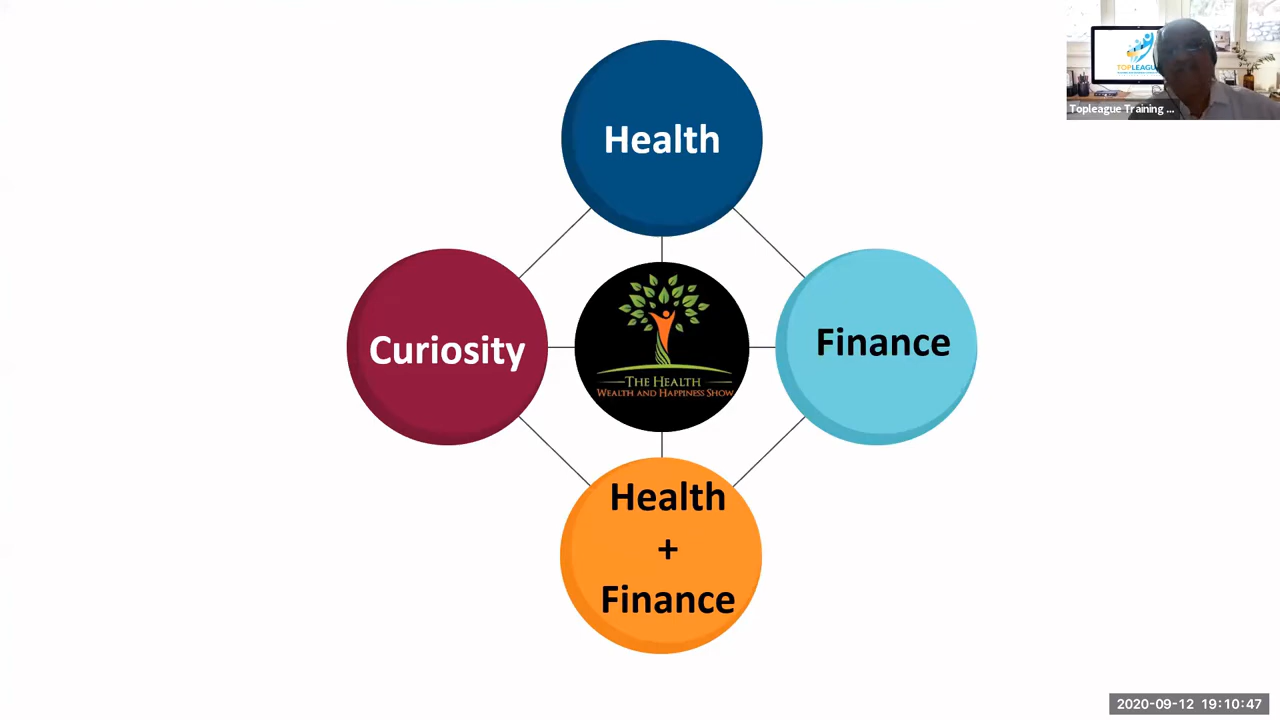 Health
TOPLEAGUE
Topleague Training ...
Curiosity
THE HEALTH
WEALTH AND HAPPINESS SHOW
Finance
Health
+
Finance
2020-09-12 19:10:47